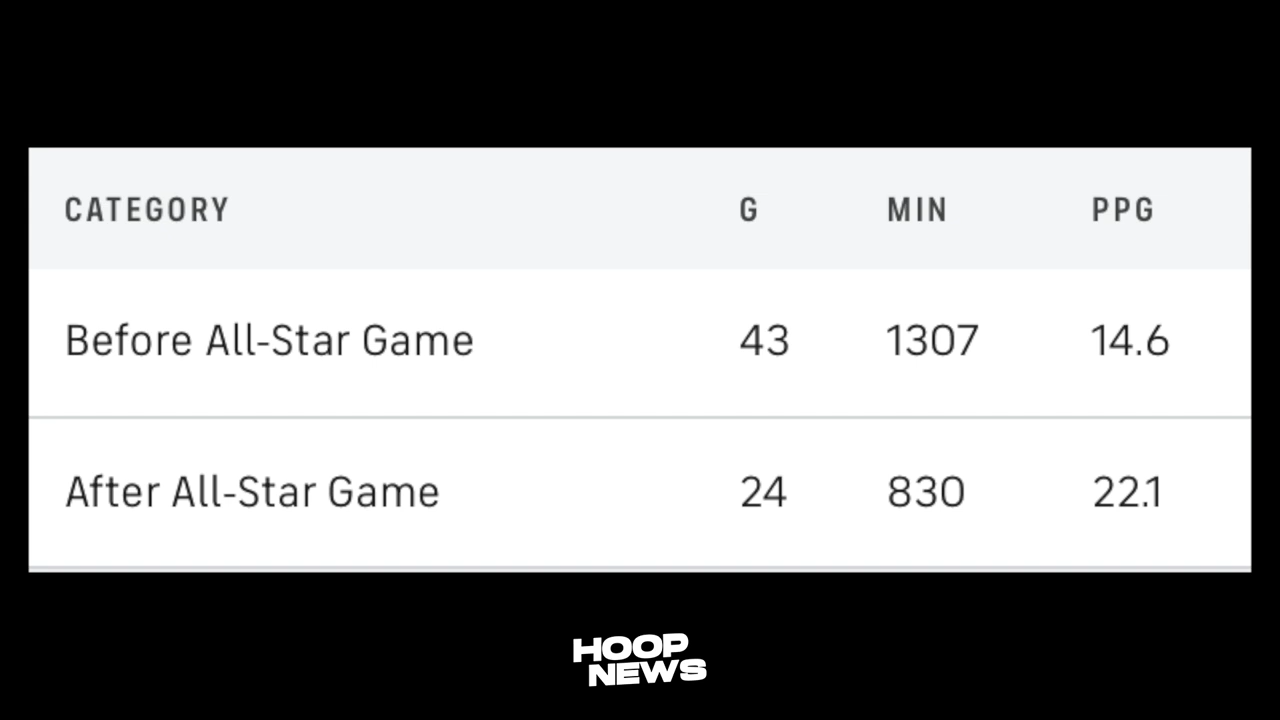 CATEGORY G MIN PPG
Before All-Star Game 43 1307 14.6
After All-Star Game 24 830 22.1
HOOP
NEWS